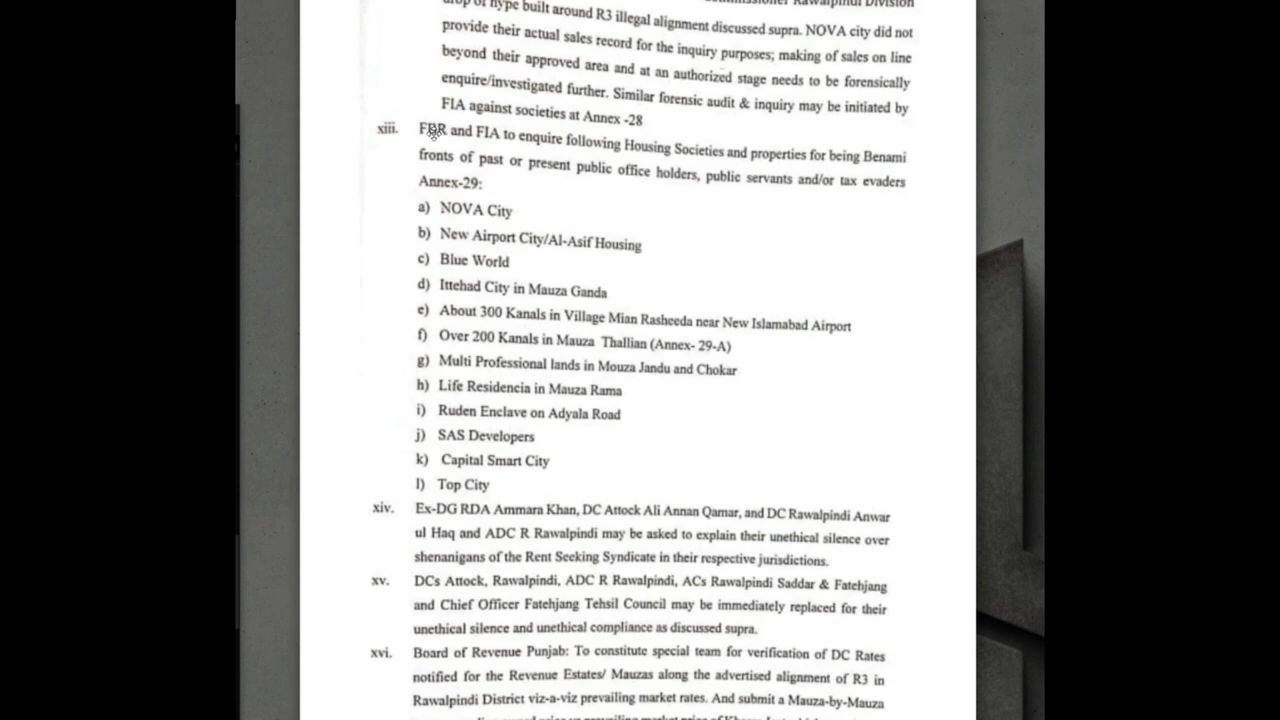 Rawalpindi Division
hype built around R3 illegal alignment discussed supra. NOVA city did not
provide their actual sales record for the inquiry purposes; making of sales on line
beyond their approved area and at an authorized stage needs to be forensically
enquire/investigated further. Similar forensic audit & inquiry may be initiated by
FIA against societies at Annex -28
xiii. FBR and FIA to enquire following Housing Societies and properties for being Benami
fronts of past or present public office holders, public servants and/or tax evaders
Annex-29:
a) NOVA City
b) New Airport City/Al-Asif Housing
c) Blue World
d) Ittehad City in Mauza Ganda
e) About 300 Kanals in Village Mian Rasheeda near New Islamabad Airport
f) Over 200 Kanals in Mauza Thallian (Annex- 29-A)
g) Multi Professional lands in Mouza Jandu and Chokar
h) Life Residencia in Mauza Rama
i) Ruden Enclave on Adyala Road
j) SAS Developers
k) Capital Smart City
l) Top City
xiv. Ex-DG RDA Ammara Khan, DC Attock Ali Annan Qamar, and DC Rawalpindi Anwar
ul Haq and ADC R Rawalpindi may be asked to explain their unethical silence over
shenanigans of the Rent Seeking Syndicate in their respective jurisdictions.
xv. DCs Attock, Rawalpindi, ADC R Rawalpindi, ACs Rawalpindi Saddar & Fatehjang
and Chief Officer Fatehjang Tehsil Council may be immediately replaced for their
unethical silence and unethical compliance as discussed supra.
xvi. Board of Revenue Punjab: To constitute special team for verification of DC Rates
notified for the Revenue Estates/ Mauzas along the advertised alignment of R3 in
Rawalpindi District viz-a-viz prevailing market rates. And submit a Mauza-by-Mauza